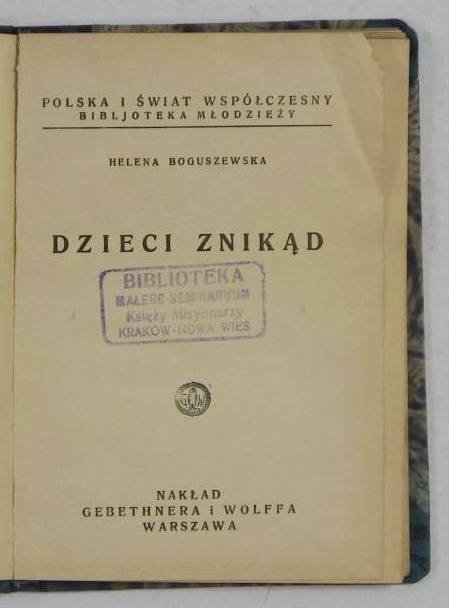 POLSKA I ŚWIAT WSPÓŁCZESNY
BIBLJOTEKA MŁODZIEŻY
HELENA BOGUSZEWSKA
DZIECI ZNIKĄD
BIBLIOTEKA
MAŁEGO SEMINARYUM
Księży Misyonarzy
KRAKÓW-NOWA WIEŚ
NAKŁAD
GEBETHNERA i WOLFFA
WARSZAWA